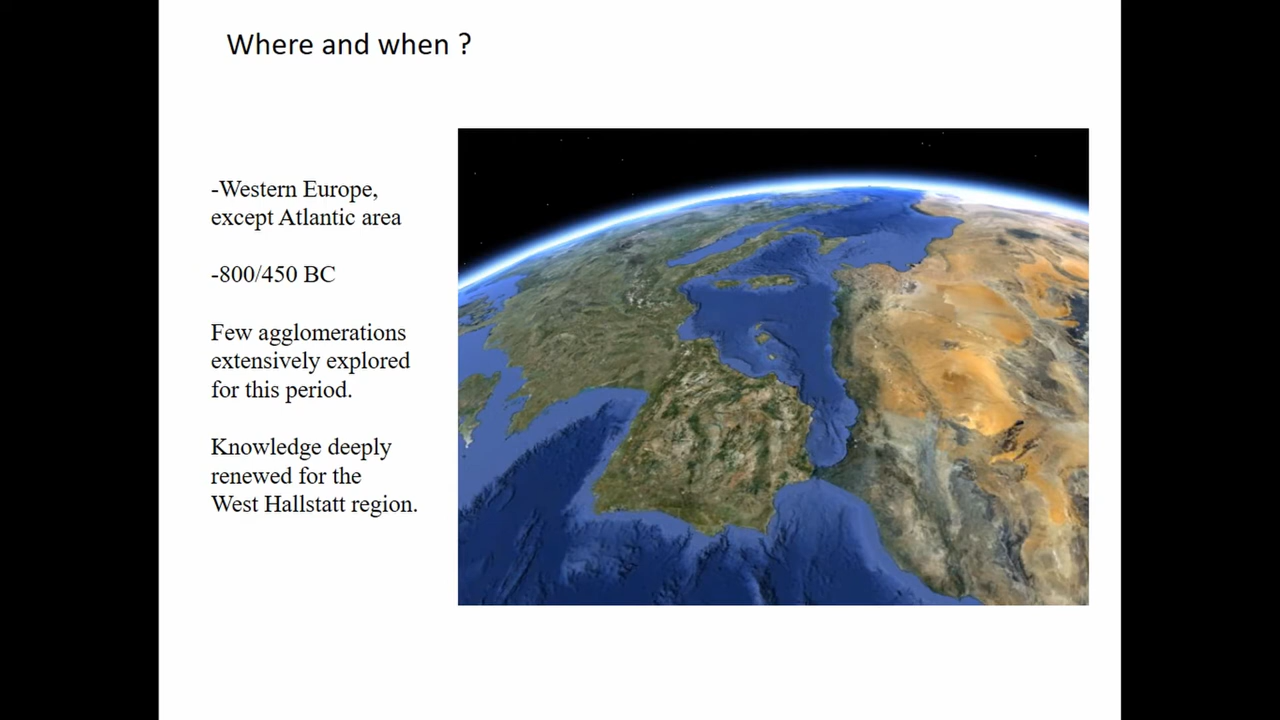 Where and when ?
-Western Europe,
except Atlantic area
-800/450 BC
Few agglomerations
extensively explored
for this period.
Knowledge deeply
renewed for the
West Hallstatt region.